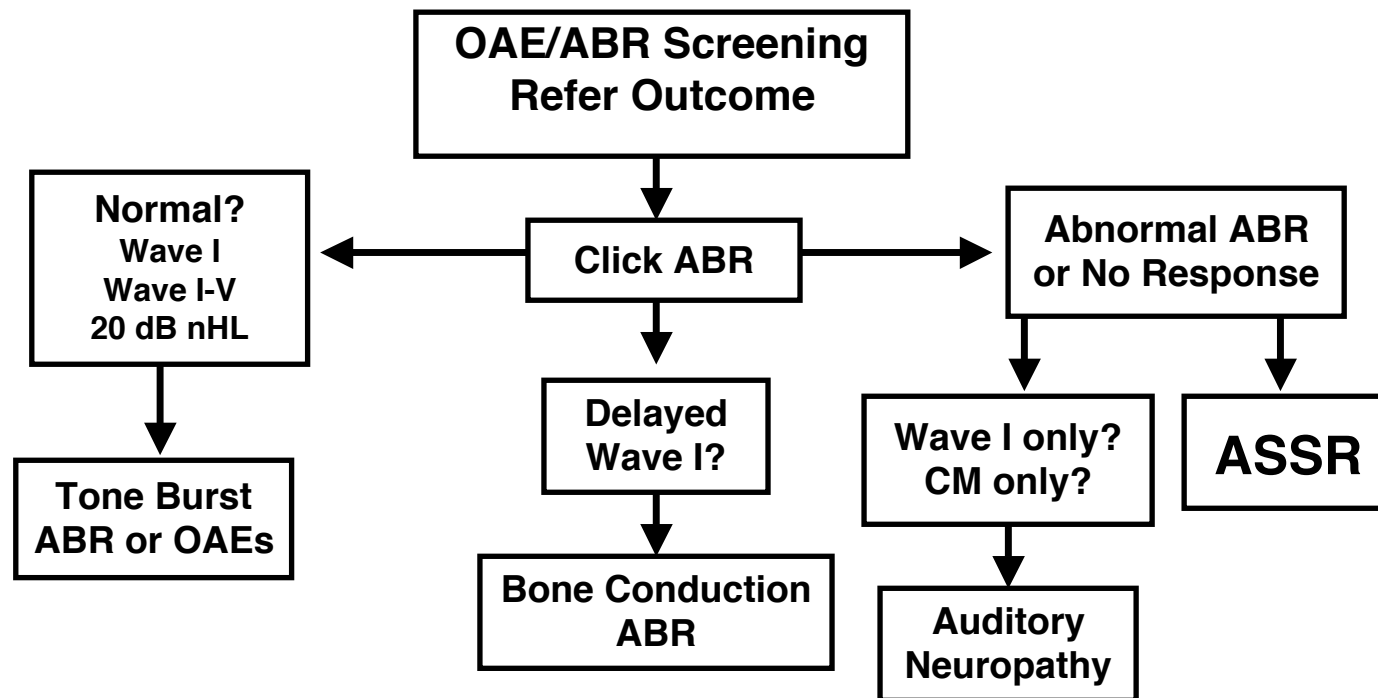 OAE/ABR Screening
Refer Outcome
Normal?
Wave I
Wave I-V
20 dB nHL
Click ABR
Abnormal ABR
or No Response
Delayed
Wave I?
Wave I only?
CM only?
ASSR
Tone Burst
ABR or OAEs
Bone Conduction
ABR
Auditory
Neuropathy